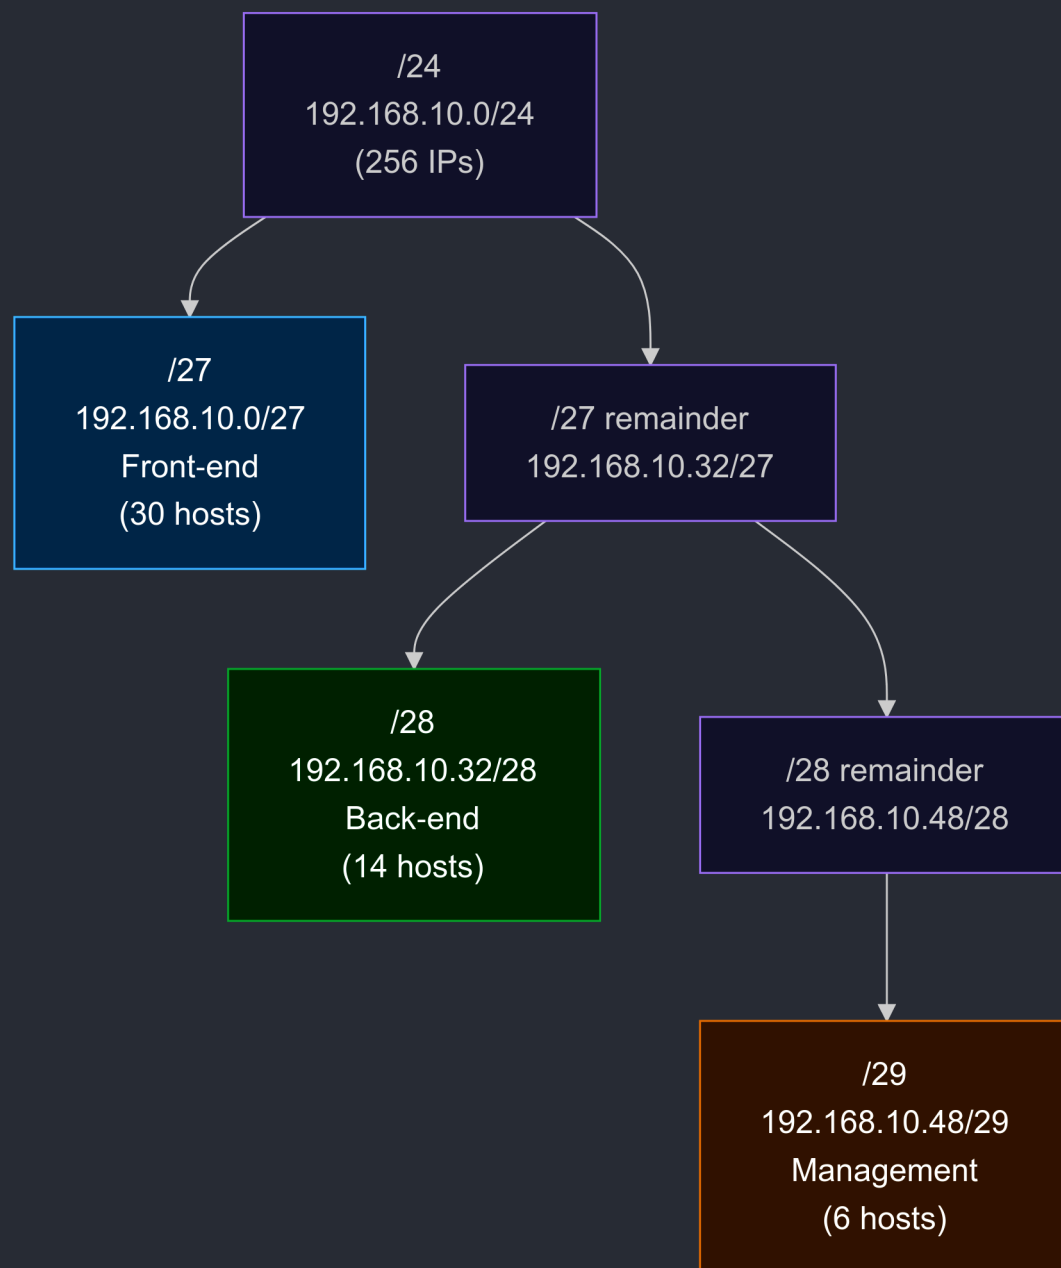 /24
192.168.10.0/24
(256 IPs)
/27
192.168.10.0/27
Front-end
(30 hosts)
/27 remainder
192.168.10.32/27
/28
192.168.10.32/28
Back-end
(14 hosts)
/28 remainder
192.168.10.48/28
/29
192.168.10.48/29
Management
(6 hosts)